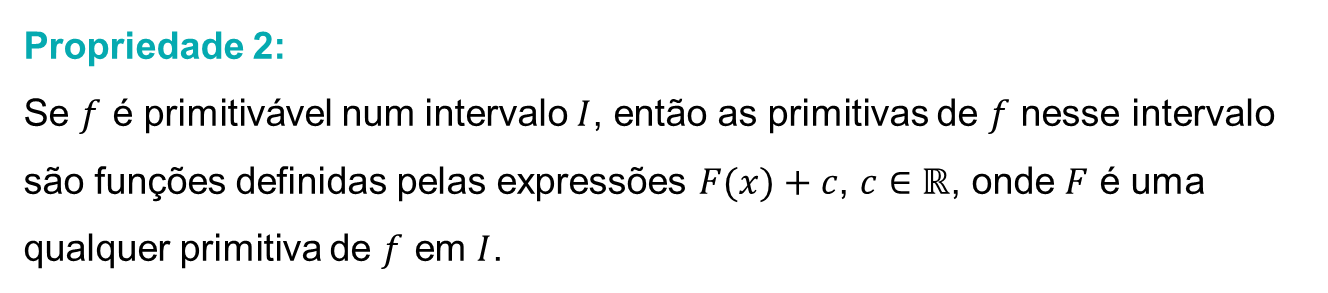 Propriedade 2:
Se 𝑓 é primitivável num intervalo 𝐼, então as primitivas de 𝑓 nesse intervalo
são funções definidas pelas expressões 𝐹(𝑥) + 𝑐, 𝑐 ∈ ℝ, onde 𝐹 é uma
qualquer primitiva de 𝑓 em 𝐼.